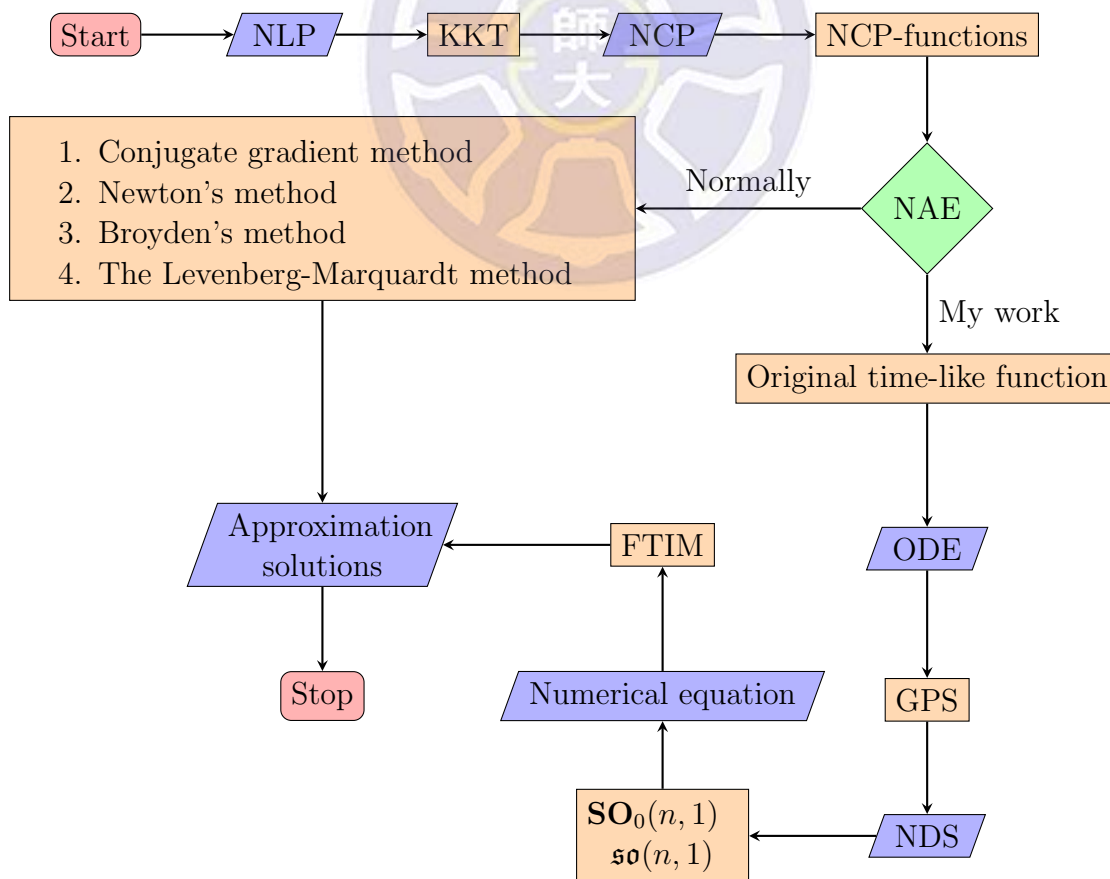 Start
NLP
KKT
NCP
NCP-functions
師
大
1. Conjugate gradient method
2. Newton's method
3. Broyden's method
4. The Levenberg-Marquardt method
Normally
NAE
My work
Original time-like function
Approximation
solutions
FTIM
ODE
Stop
Numerical equation
GPS
𝐒𝐎₀(n, 1)
𝔰𝔬(n, 1)
NDS